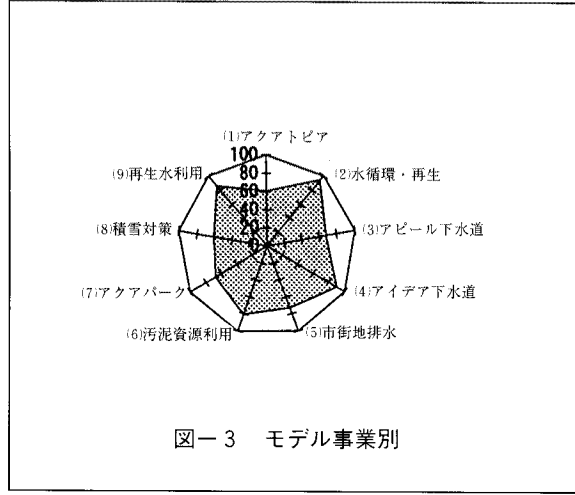 (1)アクアトピア
100
80
60
40
20
0
(2)水循環・再生
(3)アピール下水道
(4)アイデア下水道
(5)市街地排水
(6)汚泥資源利用
(7)アクアパーク
(8)積雪対策
(9)再生水利用
図-3 モデル事業別